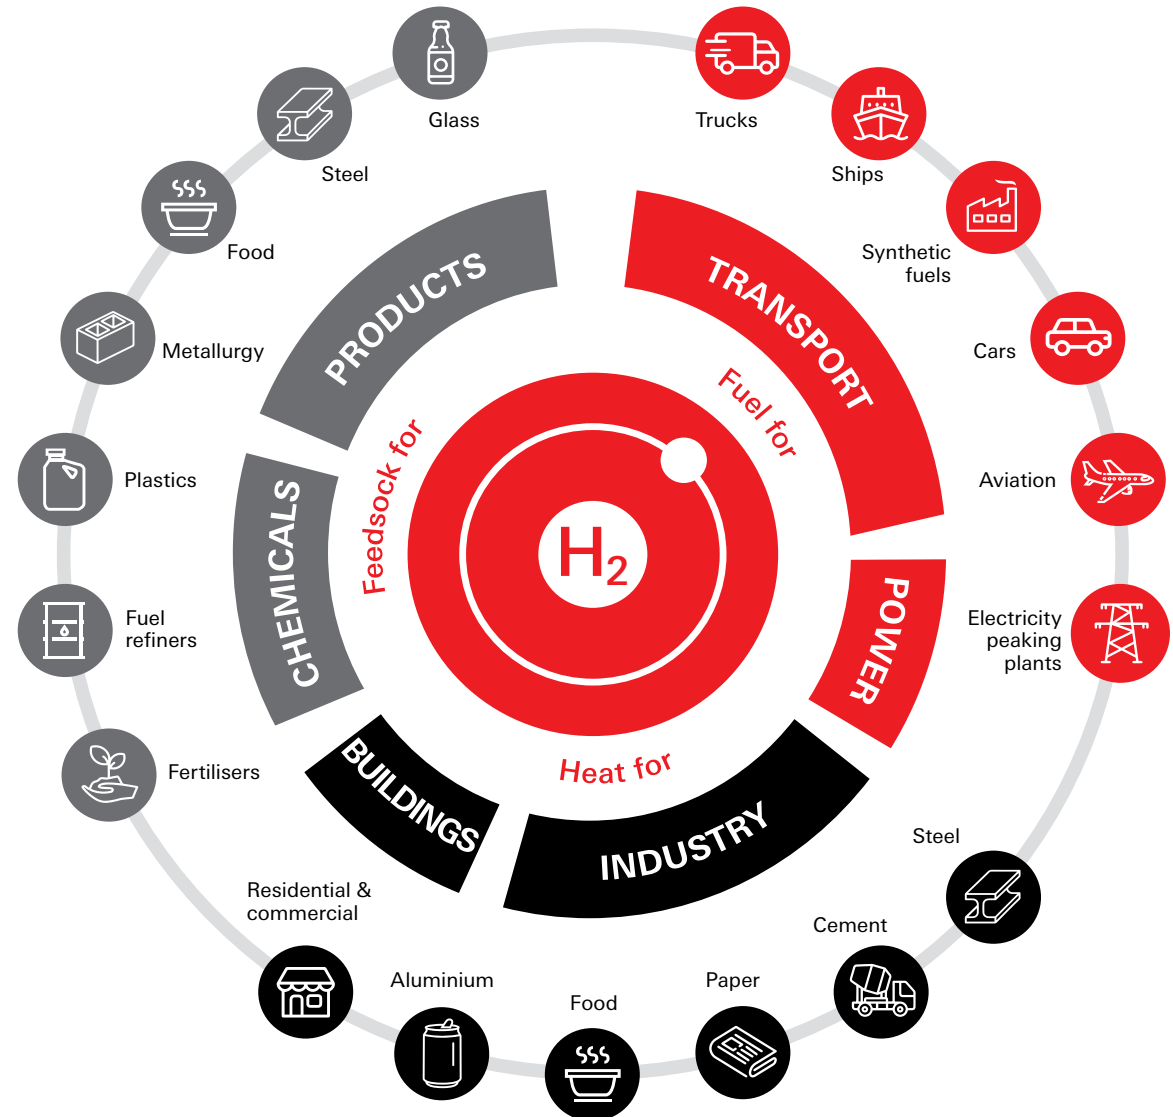 Glass
Steel
Food
Metallurgy
Plastics
Fuel
refiners
Fertilisers
Trucks
Ships
Synthetic
fuels
Cars
Aviation
Electricity
peaking
plants
PRODUCTS
CHEMICALS
Feedsock for
TRANSPORT
POWER
Fuel for
H2
Heat for
BUILDINGS
INDUSTRY
Residential &
commercial
Aluminium
Food
Paper
Cement
Steel